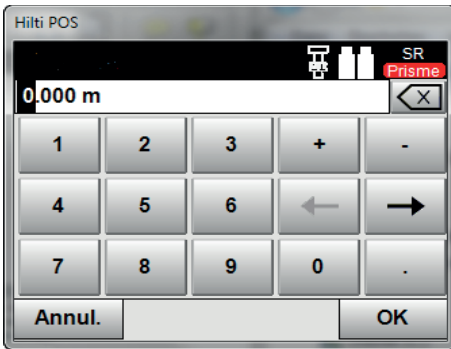 Hilti POS
SR
Prisme
0.000 m
1 2 3 + -
4 5 6
7 8 9 0 .
Annul. OK